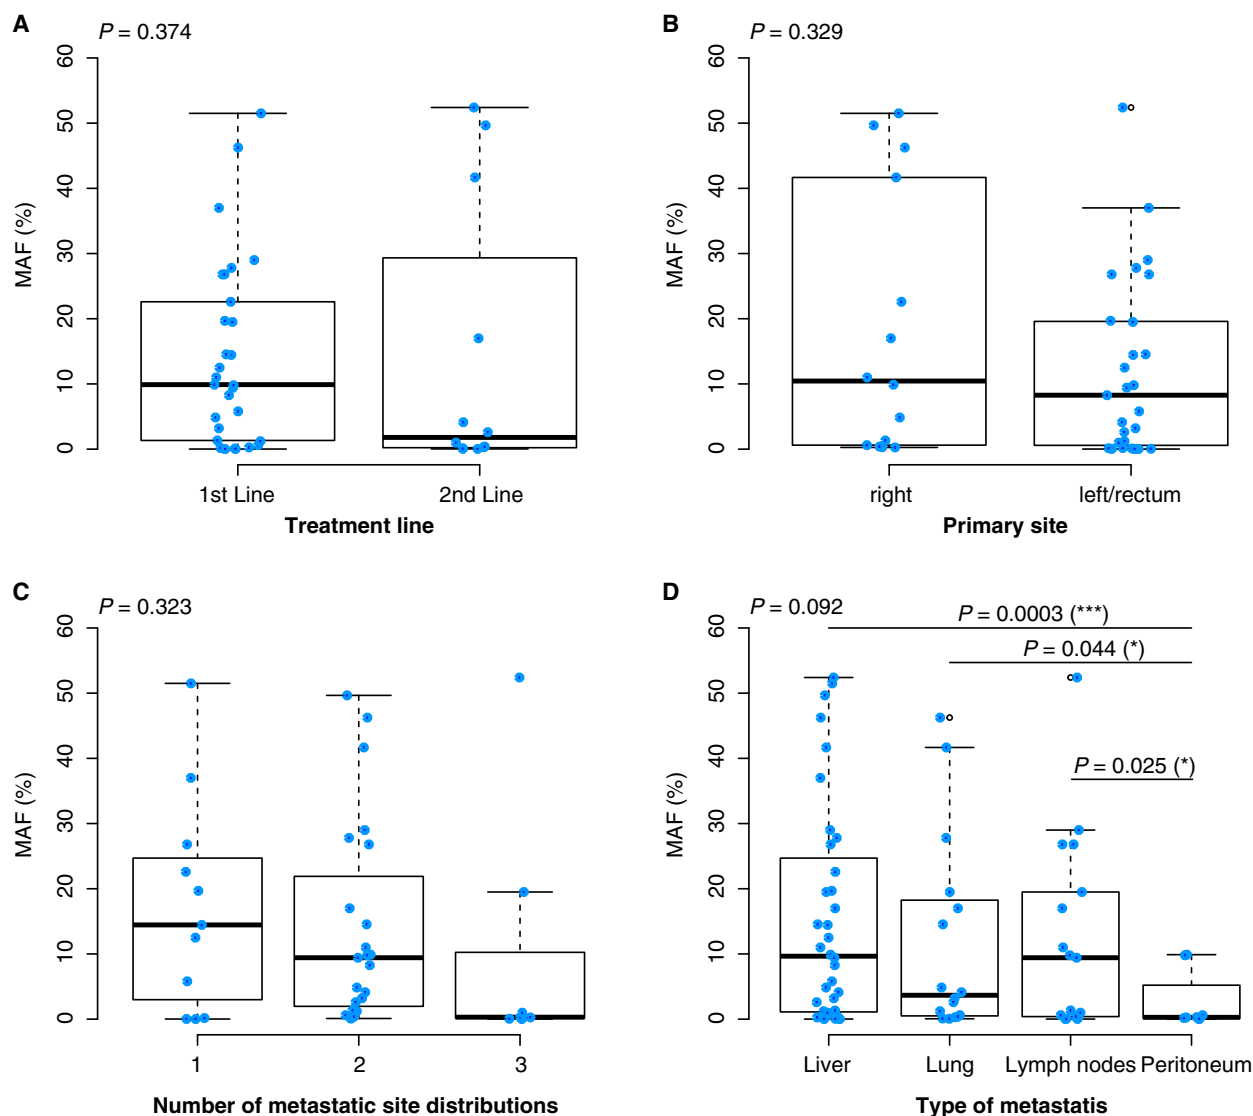 A
P = 0.374
MAF (%)
60
50
40
30
20
10
0
1st Line
2nd Line
Treatment line
B
P = 0.329
MAF (%)
60
50
40
30
20
10
0
right
left/rectum
Primary site
C
P = 0.323
MAF (%)
60
50
40
30
20
10
0
1
2
3
Number of metastatic site distributions
D
P = 0.092
P = 0.0003 (***)
P = 0.044 (*)
P = 0.025 (*)
MAF (%)
60
50
40
30
20
10
0
Liver
Lung
Lymph nodes
Peritoneum
Type of metastatis